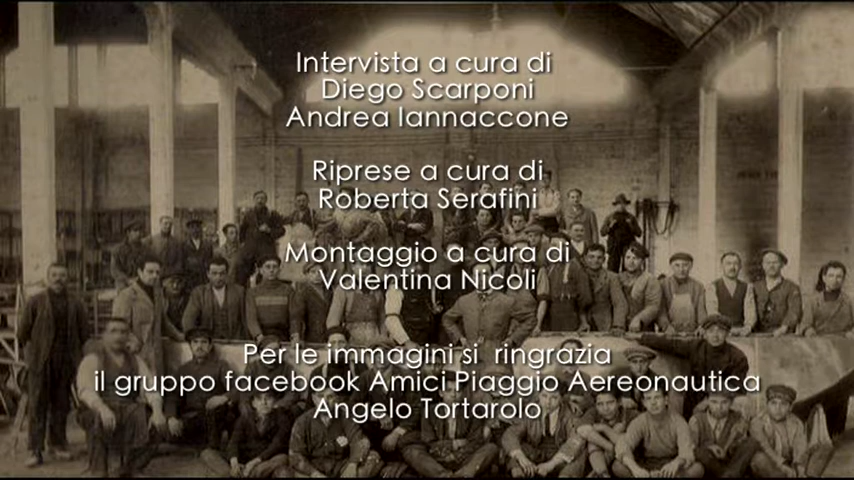 Intervista a cura di
Diego Scarponi
Andrea Iannaccone
Riprese a cura di
Roberta Serafini
Montaggio a cura di
Valentina Nicoli
Per le immagini si ringrazia
il gruppo facebook Amici Piaggio Aereonautica
Angelo Tortarolo